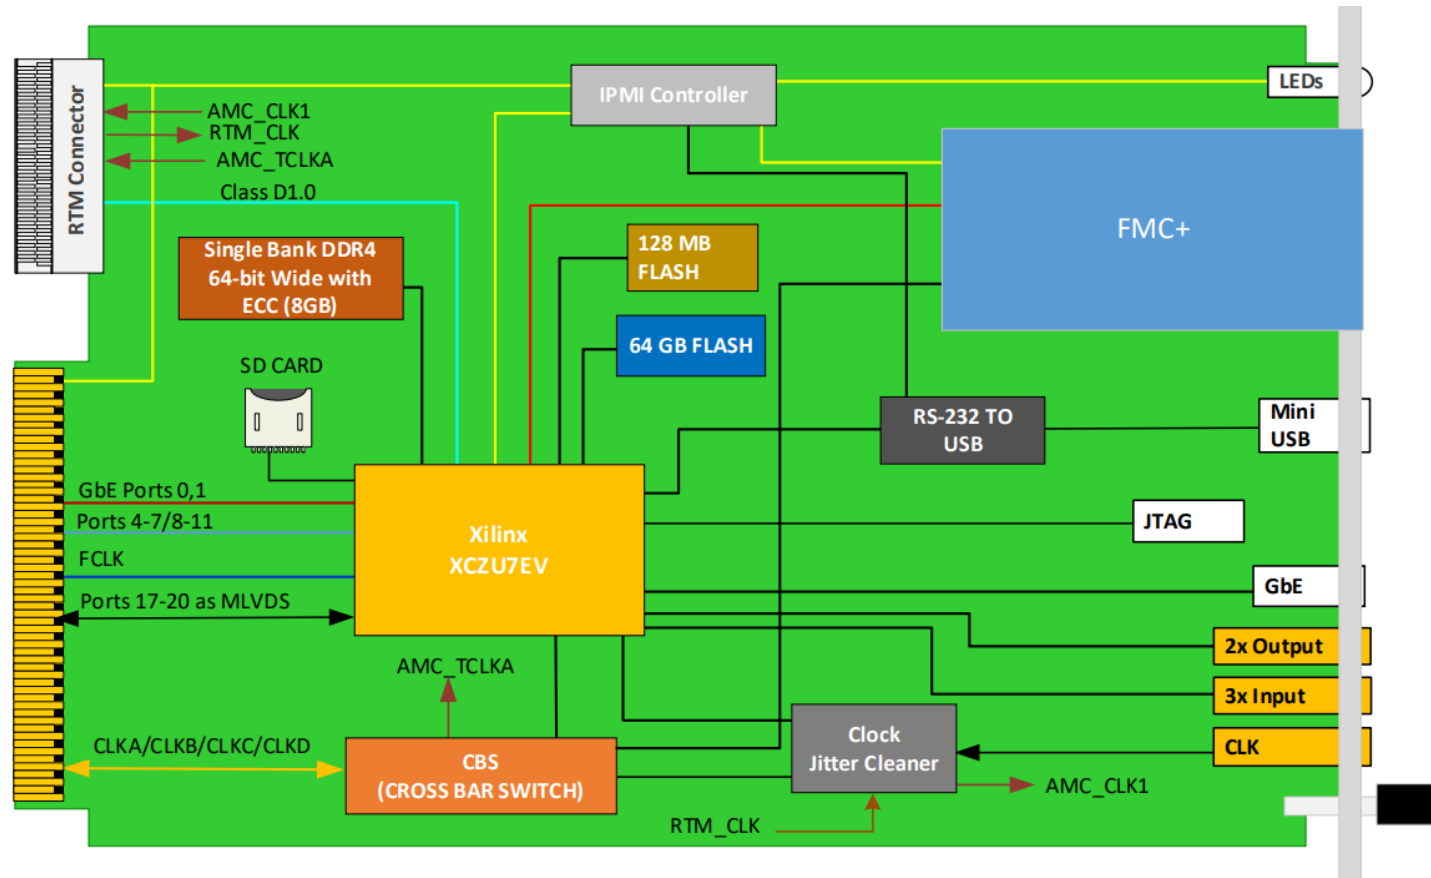 IPMI Controller
LEDs
RTM Connector
AMC_CLK1
RTM_CLK
AMC_TCLKA
Class D1.0
FMC+
Single Bank DDR4
64-bit Wide with
ECC (8GB)
128 MB
FLASH
64 GB FLASH
SD CARD
RS-232 TO
USB
Mini
USB
GbE Ports 0,1
Ports 4-7/8-11
FCLK
Ports 17-20 as MLVDS
Xilinx
XCZU7EV
JTAG
GbE
2x Output
3x Input
CLK
AMC_TCLKA
CLKA/CLKB/CLKC/CLKD
CBS
(CROSS BAR SWITCH)
Clock
Jitter Cleaner
AMC_CLK1
RTM_CLK